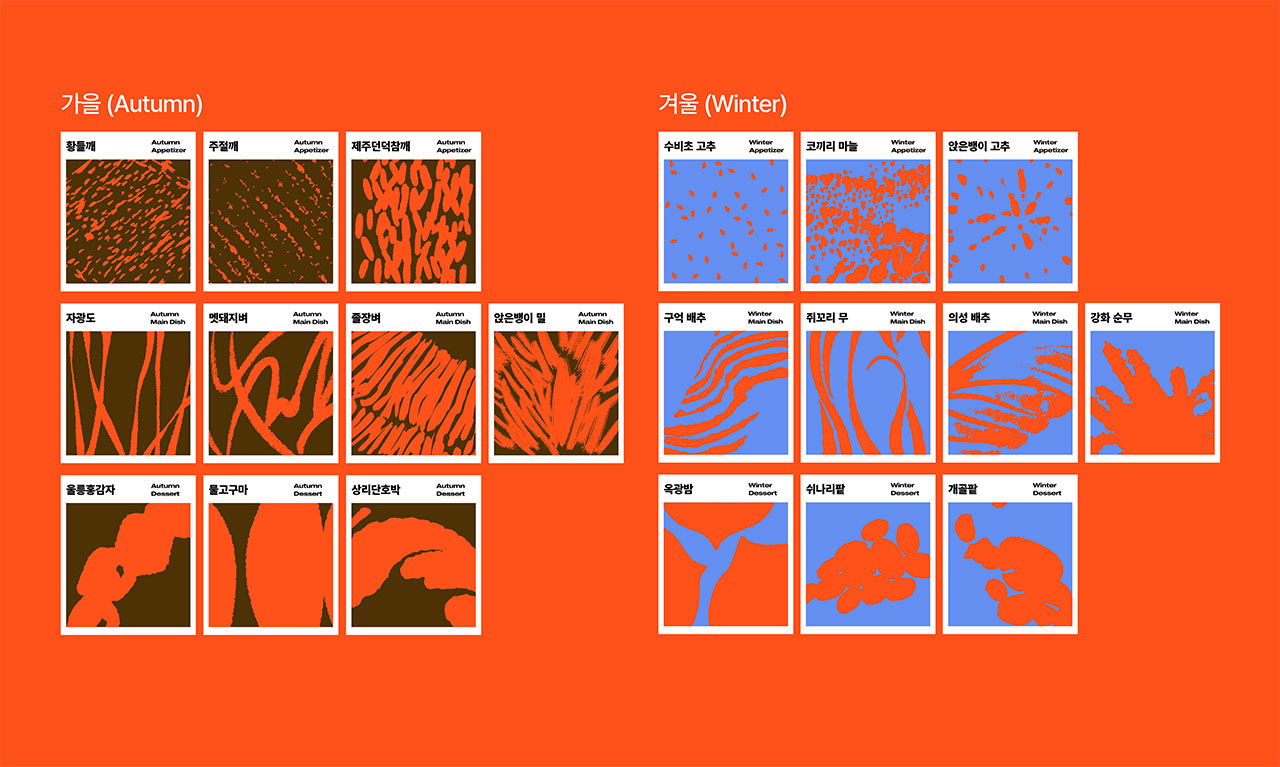 가을 (Autumn)
황들깨
Autumn
Appetizer
주절깨
Autumn
Appetizer
제주던덕참깨
Autumn
Appetizer
자광도
Autumn
Main Dish
멧돼지벼
Autumn
Main Dish
졸장벼
Autumn
Main Dish
앉은뱅이 밀
Autumn
Main Dish
울릉홍감자
Autumn
Dessert
물고구마
Autumn
Dessert
상리단호박
Autumn
Dessert
겨울 (Winter)
수비초 고추
Winter
Appetizer
코끼리 마늘
Winter
Appetizer
앉은뱅이 고추
Winter
Appetizer
구억 배추
Winter
Main Dish
쥐꼬리 무
Winter
Main Dish
의성 배추
Winter
Main Dish
강화 순무
Winter
Main Dish
옥광밤
Winter
Dessert
쉬나리팥
Winter
Dessert
개골팥
Winter
Dessert